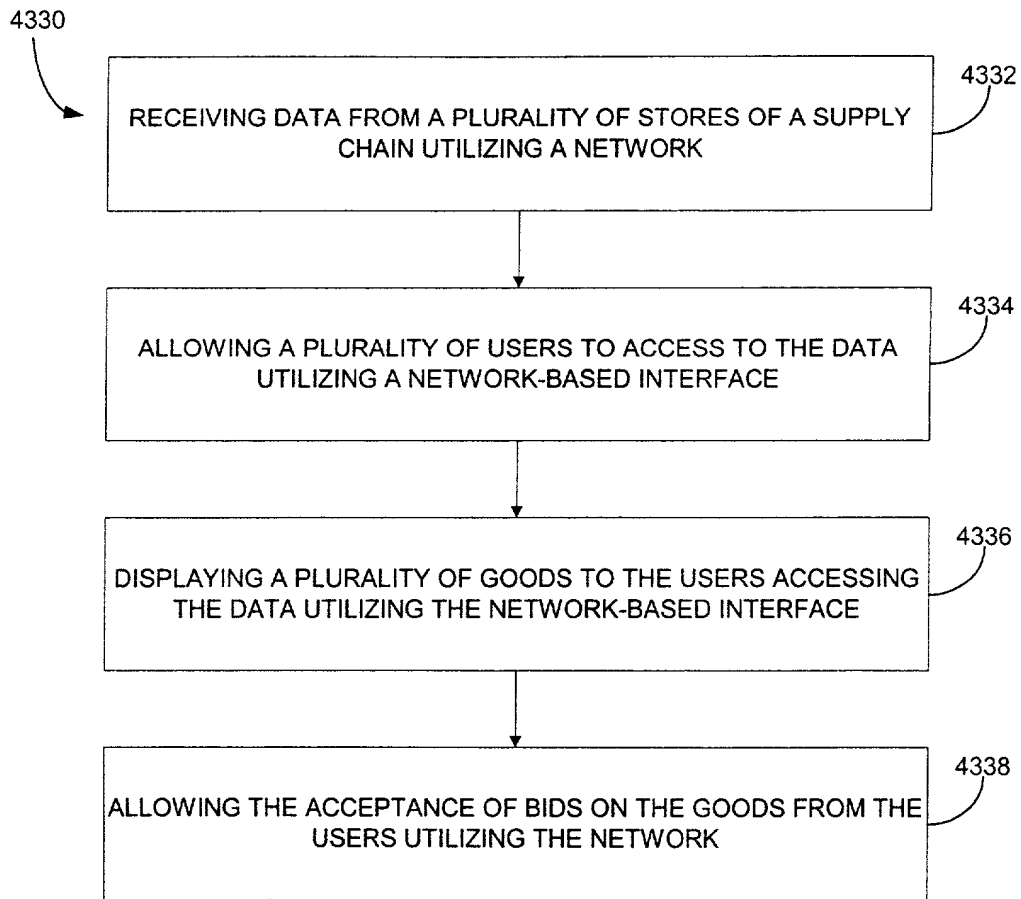 4330
4332
RECEIVING DATA FROM A PLURALITY OF STORES OF A SUPPLY
CHAIN UTILIZING A NETWORK
4334
ALLOWING A PLURALITY OF USERS TO ACCESS TO THE DATA
UTILIZING A NETWORK-BASED INTERFACE
4336
DISPLAYING A PLURALITY OF GOODS TO THE USERS ACCESSING
THE DATA UTILIZING THE NETWORK-BASED INTERFACE
4338
ALLOWING THE ACCEPTANCE OF BIDS ON THE GOODS FROM THE
USERS UTILIZING THE NETWORK